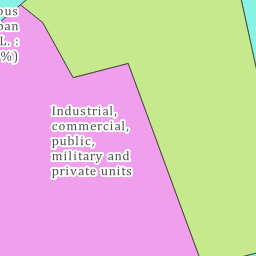 L. :
%)
Industrial,
commercial,
public,
military and
private units